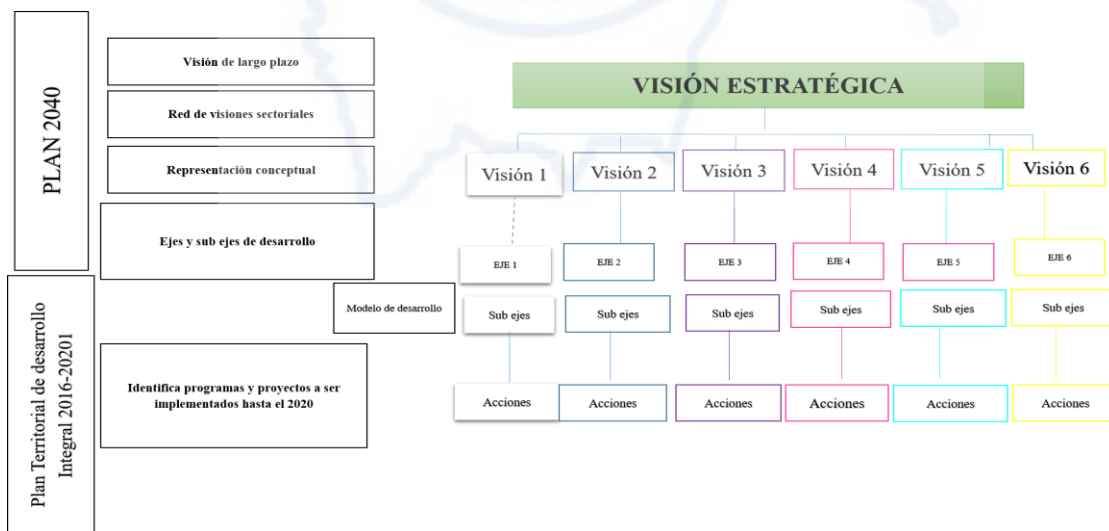 PLAN 2040
Visión de largo plazo
Red de visiones sectoriales
Representación conceptual
Ejes y sub ejes de desarrollo
VISIÓN ESTRATÉGICA
Visión 1
Visión 2
Visión 3
Visión 4
Visión 5
Visión 6
EJE 1
EJE 2
EJE 3
EJE 4
EJE 5
EJE 6
Plan Territorial de desarrollo
Integral 2016-20201
Modelo de desarrollo
Sub ejes
Sub ejes
Sub ejes
Sub ejes
Sub ejes
Sub ejes
Identifica programas y proyectos a ser
implementados hasta el 2020
Acciones
Acciones
Acciones
Acciones
Acciones
Acciones